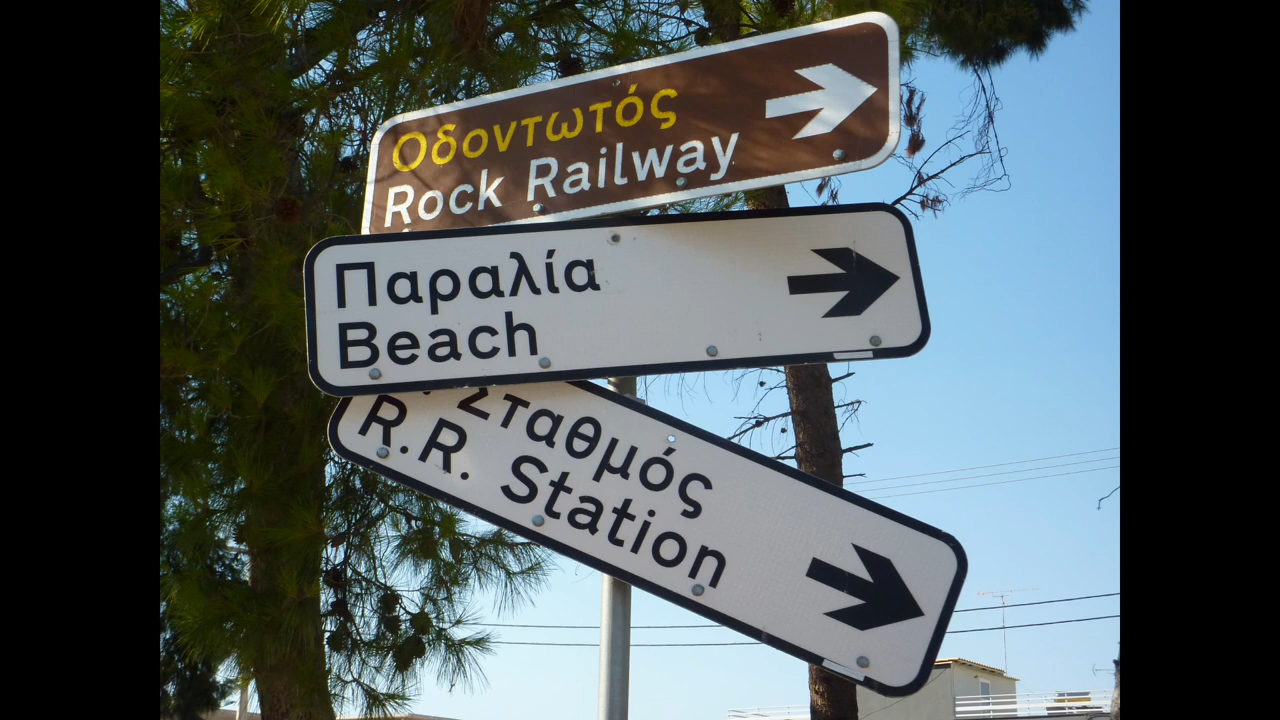 Οδοντωτός
Rock Railway
Παραλία
Beach
Σταθμός
R.R. Station